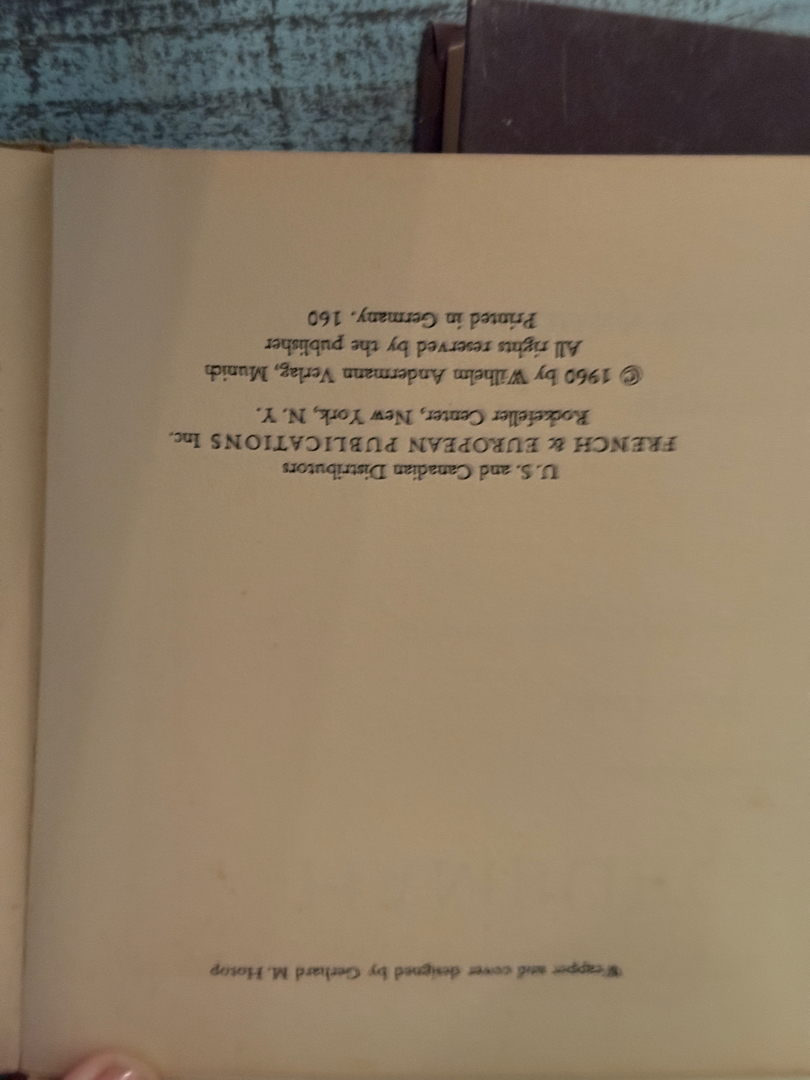 Wrapper and cover designed by Gerhard M. Hotop
U. S. and Canadian Distributors
FRENCH & EUROPEAN PUBLICATIONS Inc.
Rockefeller Center, New York, N. Y.
© 1960 by Wilhelm Andermann Verlag, Munich
All rights reserved by the publisher
Printed in Germany. 160